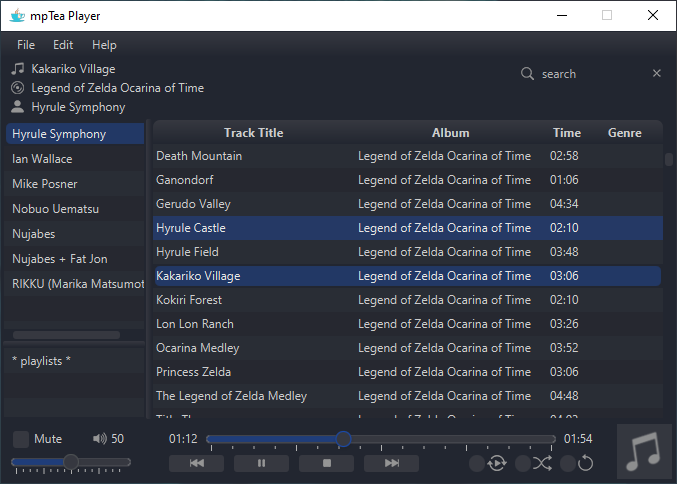 mpTea Player
File Edit Help
Kakariko Village
Legend of Zelda Ocarina of Time
Hyrule Symphony
search
Hyrule Symphony
Ian Wallace
Mike Posner
Nobuo Uematsu
Nujabes
Nujabes + Fat Jon
RIKKU (Marika Matsumot
* playlists *
Track Title Album Time Genre
Death Mountain Legend of Zelda Ocarina of Time 02:58
Ganondorf Legend of Zelda Ocarina of Time 01:06
Gerudo Valley Legend of Zelda Ocarina of Time 04:34
Hyrule Castle Legend of Zelda Ocarina of Time 02:10
Hyrule Field Legend of Zelda Ocarina of Time 03:48
Kakariko Village Legend of Zelda Ocarina of Time 03:06
Kokiri Forest Legend of Zelda Ocarina of Time 02:10
Lon Lon Ranch Legend of Zelda Ocarina of Time 03:26
Ocarina Medley Legend of Zelda Ocarina of Time 03:52
Princess Zelda Legend of Zelda Ocarina of Time 03:06
The Legend of Zelda Medley Legend of Zelda Ocarina of Time 04:48
Legend of Zelda Ocarina of Time
Mute 50 01:12 01:54